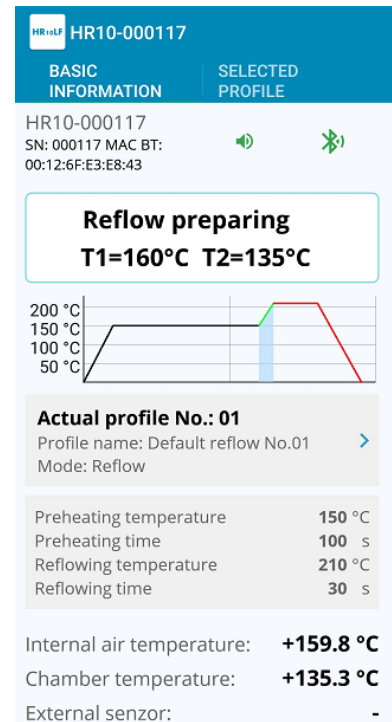 HR10LF HR10-000117
BASIC INFORMATION
SELECTED PROFILE
HR10-000117
SN: 000117 MAC BT:
00:12:6F:E3:E8:43
Reflow preparing
T1=160°C T2=135°C
200 °C
150 °C
100 °C
50 °C
Actual profile No.: 01
Profile name: Default reflow No.01
Mode: Reflow
Preheating temperature 150 °C
Preheating time 100 s
Reflowing temperature 210 °C
Reflowing time 30 s
Internal air temperature: +159.8 °C
Chamber temperature: +135.3 °C
External senzor: -